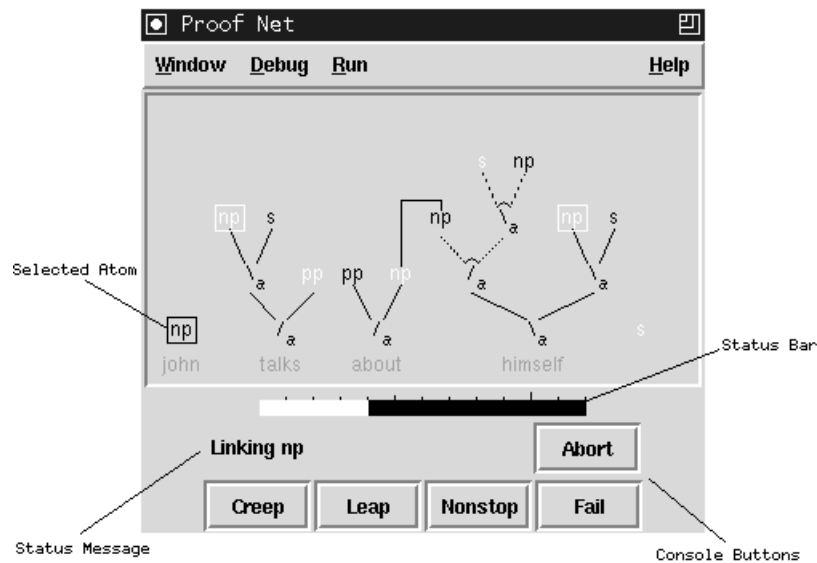 Proof Net
Window Debug Run Help
s np
np s np a np s
Selected Atom
a pp pp np a a
np / a \ a \ a s
john talks about himself
Status Bar
Linking np Abort
Creep Leap Nonstop Fail
Status Message
Console Buttons